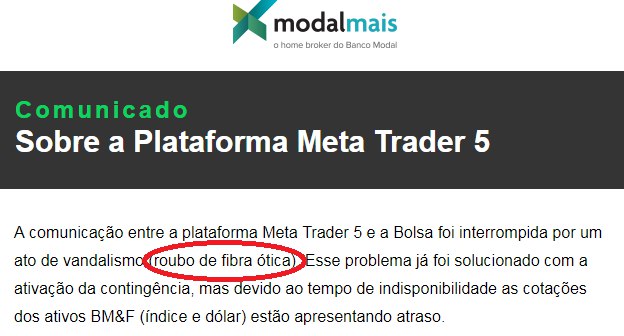 modalmais
o home broker do Banco Modal
Comunicado
Sobre a Plataforma Meta Trader 5
A comunicação entre a plataforma Meta Trader 5 e a Bolsa foi interrompida por um
ato de vandalismo (roubo de fibra ótica). Esse problema já foi solucionado com a
ativação da contingência, mas devido ao tempo de indisponibilidade as cotações
dos ativos BM&F (índice e dólar) estão apresentando atraso.